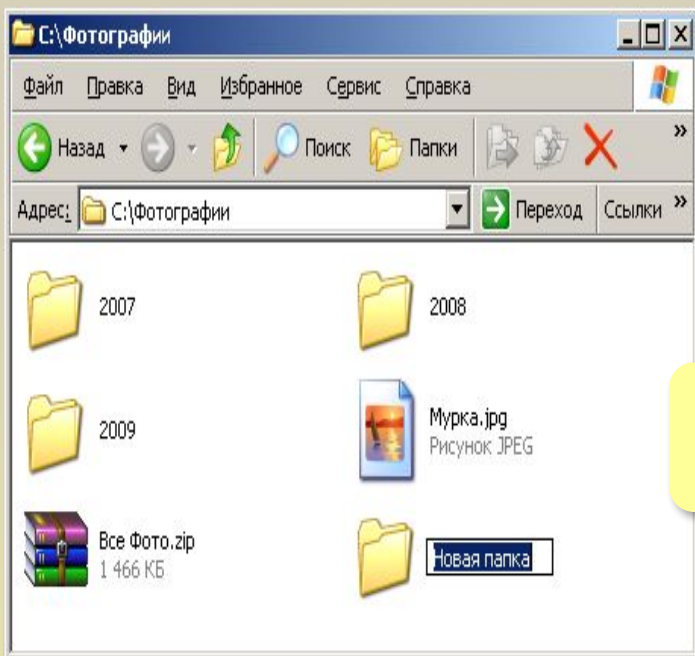 C:\Фотографии
Файл Правка Вид Избранное Сервис Справка
Назад Поиск Папки »
Адрес: C:\Фотографии Переход Ссылки »
2007 2008
2009 Мурка.jpg
Рисунок JPEG
Все Фото.zip
1 466 КБ
Новая папка